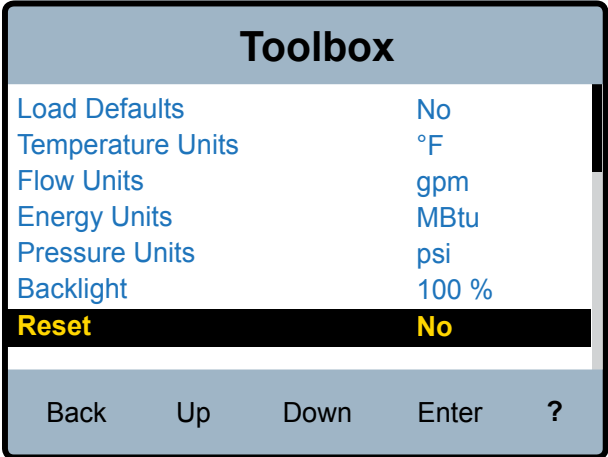 Toolbox
Load Defaults No
Temperature Units °F
Flow Units gpm
Energy Units MBtu
Pressure Units psi
Backlight 100 %
Reset No
Back Up Down Enter ?